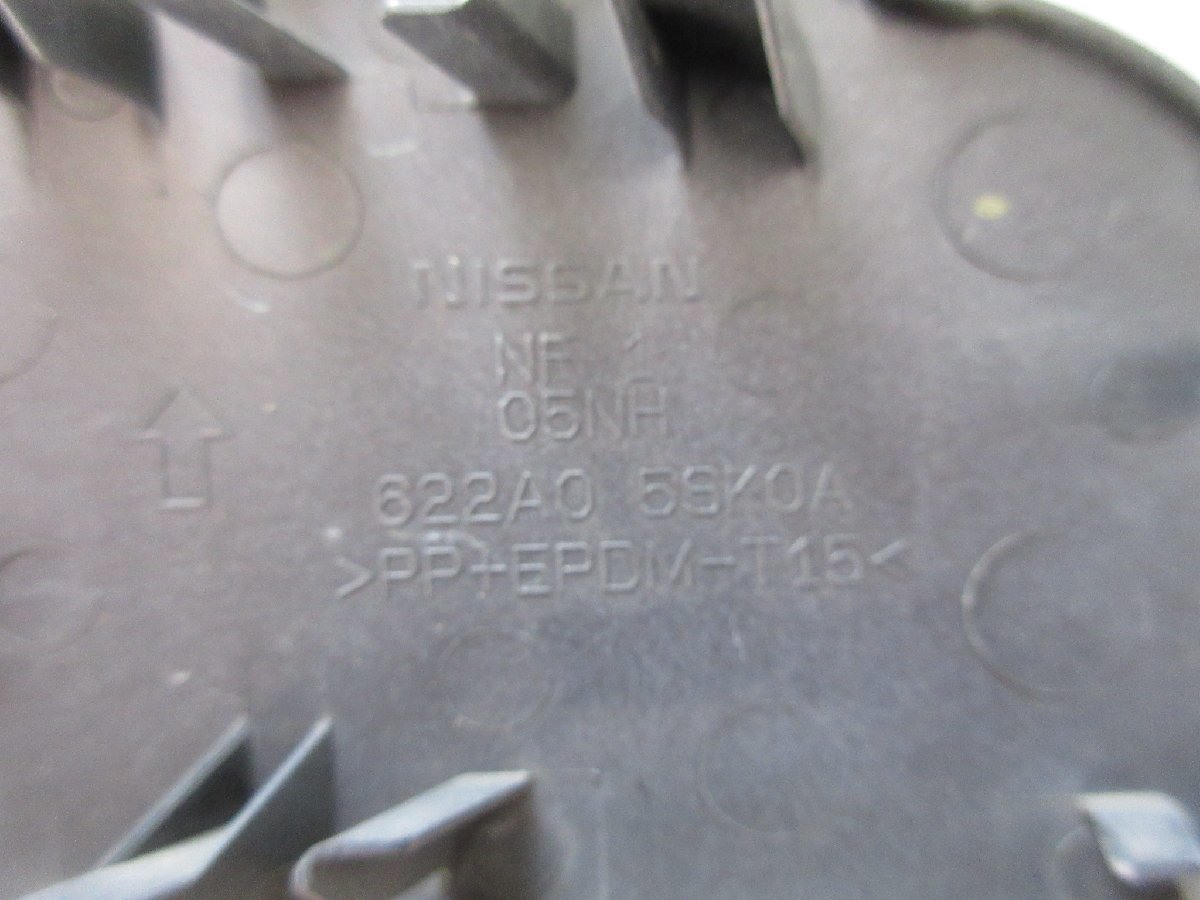 NISSAN
NF 1
05NH
622A0 5SK0A
>PP+EPDM-T15<